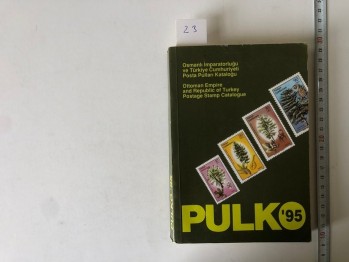 23
Osmanlı İmparatorluğu
ve Türkiye Cumhuriyeti
Posta Pulları Kataloğu
Ottoman Empire
and Republic of Turkey
Postage Stamp Catalogue
PULKO
'95